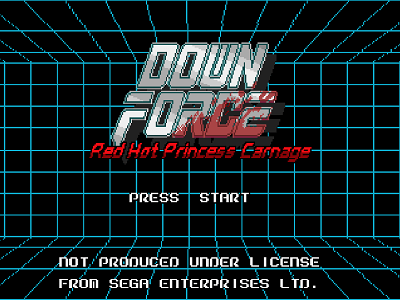 DOWN
FORCE
Red Hot Princess Carnage
PRESS START
NOT PRODUCED UNDER LICENSE
FROM SEGA ENTERPRISES LTD.